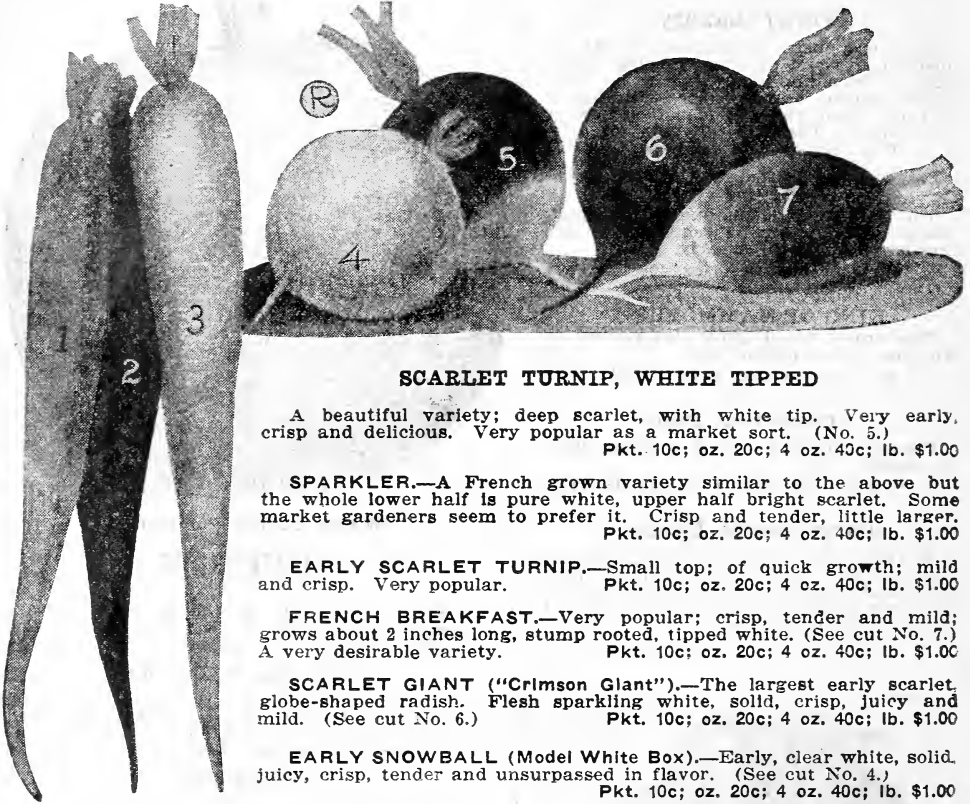 R
1
2
3
4
5
6
7
SCARLET TURNIP, WHITE TIPPED
A beautiful variety; deep scarlet, with white tip. Very early,
crisp and delicious. Very popular as a market sort. (No. 5.)
Pkt. 10c; oz. 20c; 4 oz. 40c; lb. $1.00
SPARKLER.—A French grown variety similar to the above but
the whole lower half is pure white, upper half bright scarlet. Some
market gardeners seem to prefer it. Crisp and tender, little larger.
Pkt. 10c; oz. 20c; 4 oz. 40c; lb. $1.00
EARLY SCARLET TURNIP.—Small top; of quick growth; mild
and crisp. Very popular. Pkt. 10c; oz. 20c; 4 oz. 40c; lb. $1.00
FRENCH BREAKFAST.—Very popular; crisp, tender and mild;
grows about 2 inches long, stump rooted, tipped white. (See cut No. 7.)
A very desirable variety. Pkt. 10c; oz. 20c; 4 oz. 40c; lb. $1.00
SCARLET GIANT ("Crimson Giant").—The largest early scarlet,
globe-shaped radish. Flesh sparkling white, solid, crisp, juicy and
mild. (See cut No. 6.) Pkt. 10c; oz. 20c; 4 oz. 40c; lb. $1.00
EARLY SNOWBALL (Model White Box).—Early, clear white, solid,
juicy, crisp, tender and unsurpassed in flavor. (See cut No. 4.)
Pkt. 10c; oz. 20c; 4 oz. 40c; lb. $1.00